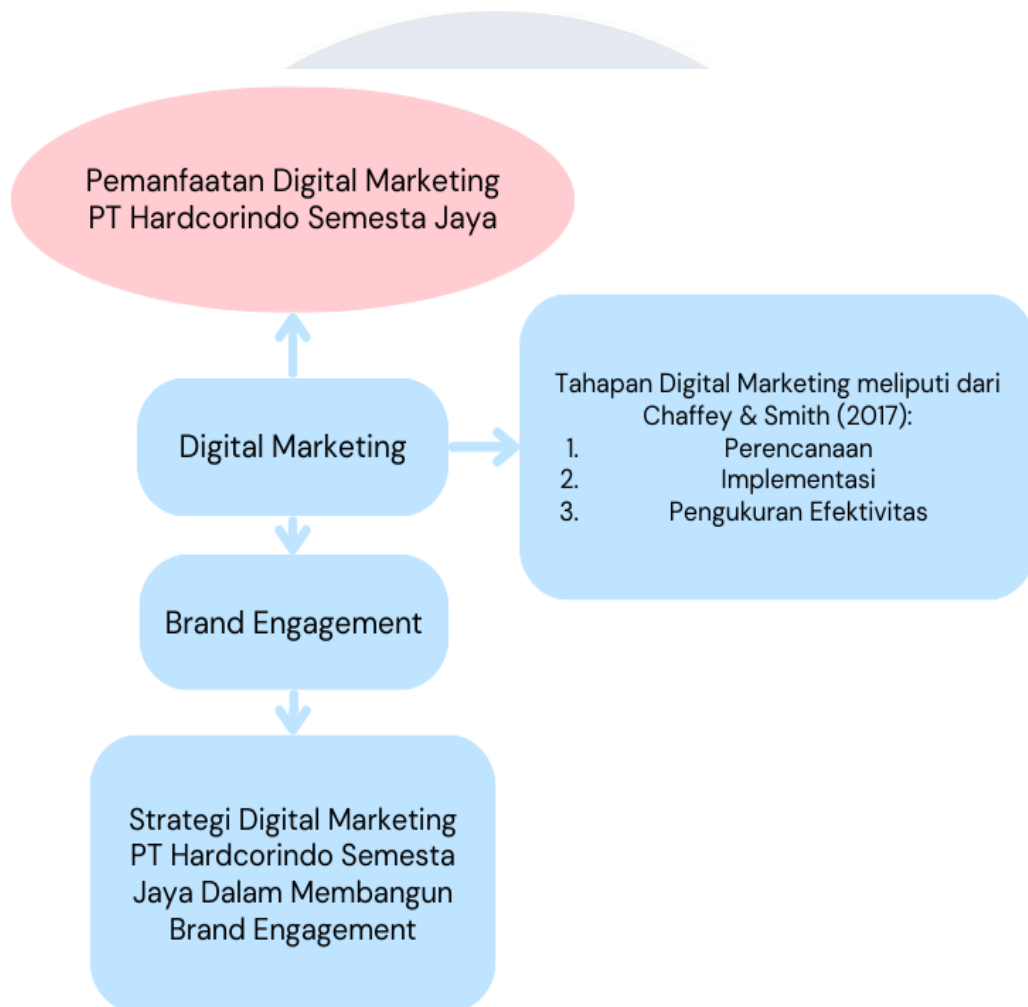 Pemanfaatan Digital Marketing
PT Hardcorindo Semesta Jaya
Tahapan Digital Marketing meliputi dari
Chaffey & Smith (2017):
1. Perencanaan
2. Implementasi
3. Pengukuran Efektivitas
Digital Marketing
Brand Engagement
Strategi Digital Marketing
PT Hardcorindo Semesta
Jaya Dalam Membangun
Brand Engagement